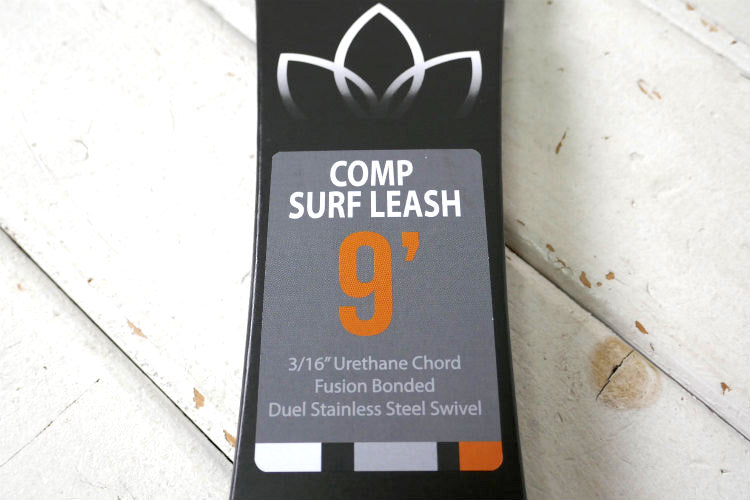 COMP
SURF LEASH
9’
3/16” Urethane Chord
Fusion Bonded
Duel Stainless Steel Swivel